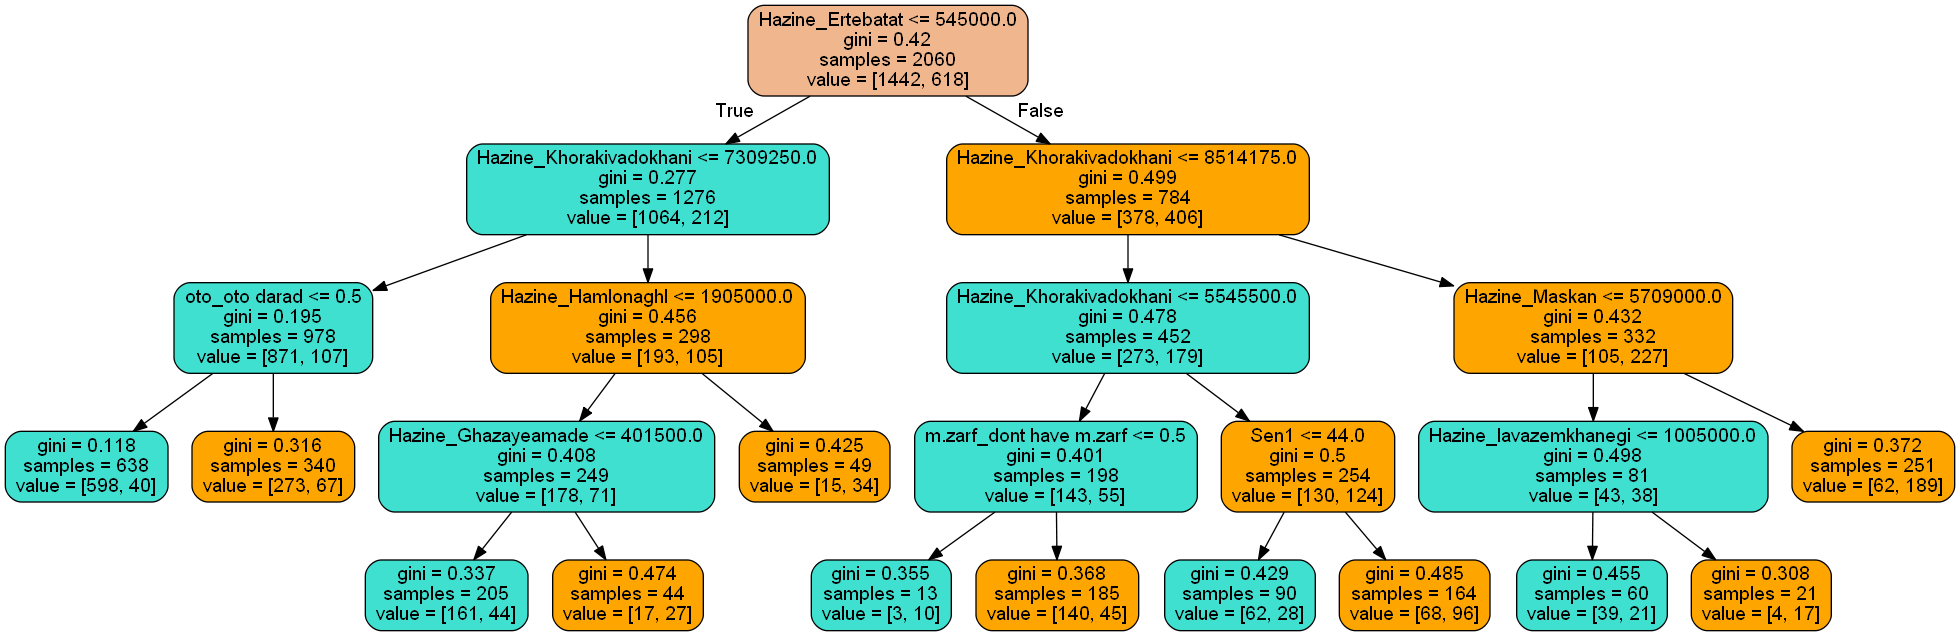 Hazine_Ertebatat <= 545000.0
gini = 0.42
samples = 2060
value = [1442, 618]
True
False
Hazine_Khorakivadokhani <= 7309250.0
gini = 0.277
samples = 1276
value = [1064, 212]
Hazine_Khorakivadokhani <= 8514175.0
gini = 0.499
samples = 784
value = [378, 406]
oto_oto darad <= 0.5
gini = 0.195
samples = 978
value = [871, 107]
Hazine_Hamlonaghl <= 1905000.0
gini = 0.456
samples = 298
value = [193, 105]
Hazine_Khorakivadokhani <= 5545500.0
gini = 0.478
samples = 452
value = [273, 179]
Hazine_Maskan <= 5709000.0
gini = 0.432
samples = 332
value = [105, 227]
gini = 0.118
samples = 638
value = [598, 40]
gini = 0.316
samples = 340
value = [273, 67]
Hazine_Ghazayeamade <= 401500.0
gini = 0.408
samples = 249
value = [178, 71]
gini = 0.425
samples = 49
value = [15, 34]
m.zarf_dont have m.zarf <= 0.5
gini = 0.401
samples = 198
value = [143, 55]
Sen1 <= 44.0
gini = 0.5
samples = 254
value = [130, 124]
Hazine_lavazemkhanegi <= 1005000.0
gini = 0.498
samples = 81
value = [43, 38]
gini = 0.372
samples = 251
value = [62, 189]
gini = 0.337
samples = 205
value = [161, 44]
gini = 0.474
samples = 44
value = [17, 27]
gini = 0.355
samples = 13
value = [3, 10]
gini = 0.368
samples = 185
value = [140, 45]
gini = 0.429
samples = 90
value = [62, 28]
gini = 0.485
samples = 164
value = [68, 96]
gini = 0.455
samples = 60
value = [39, 21]
gini = 0.308
samples = 21
value = [4, 17]